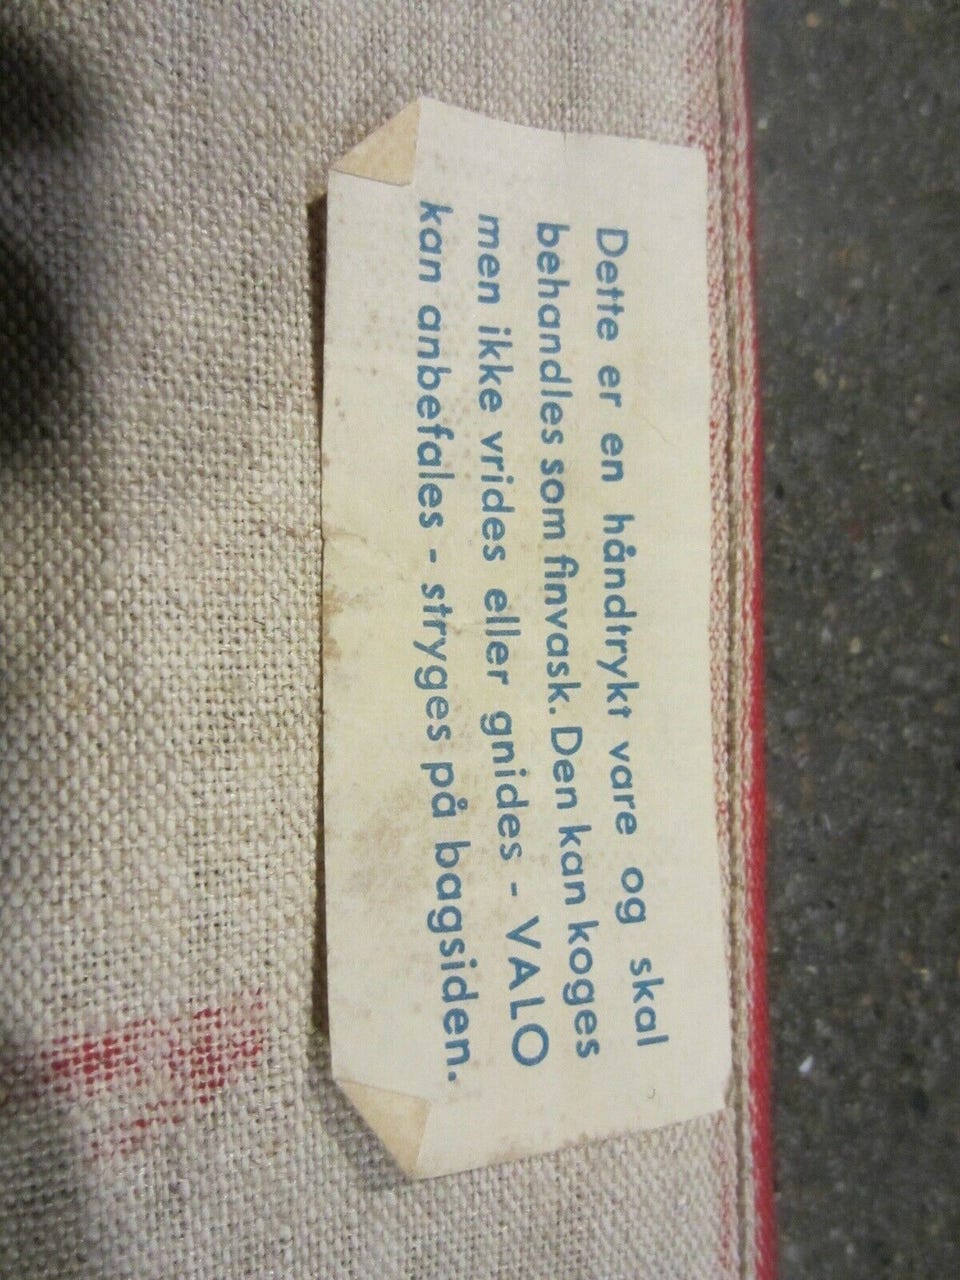 Dette er en håndtrykt vare og skal
behandles som finvask. Den kan koges
men ikke vrides eller gnides - VALO
kan anbefales - stryges på bagsiden.